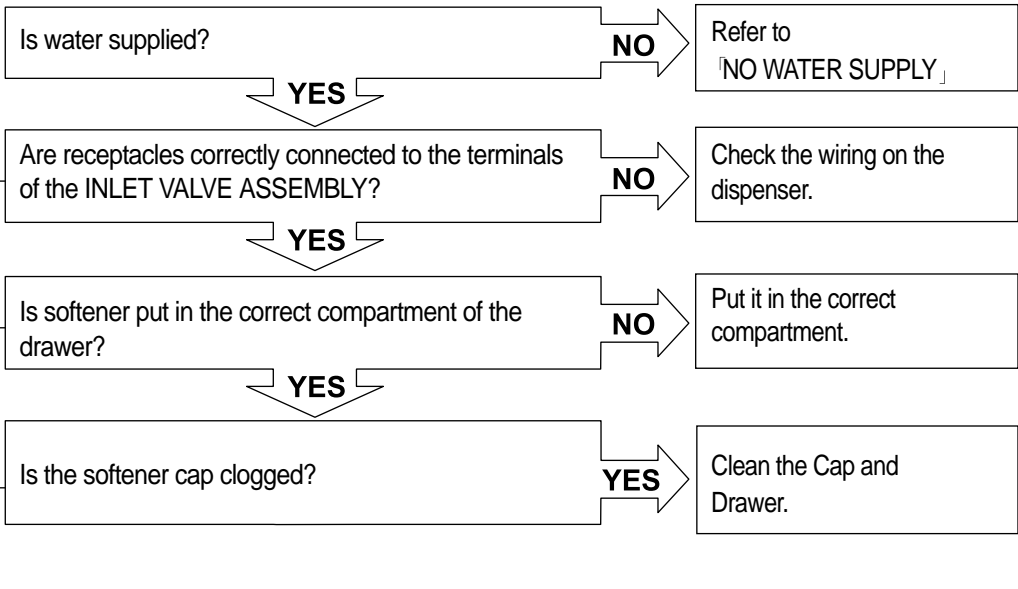 Is water supplied?
NO
Refer to
「NO WATER SUPPLY」
YES
Are receptacles correctly connected to the terminals
of the INLET VALVE ASSEMBLY?
NO
Check the wiring on the
dispenser.
YES
Is softener put in the correct compartment of the
drawer?
NO
Put it in the correct
compartment.
YES
Is the softener cap clogged?
YES
Clean the Cap and
Drawer.